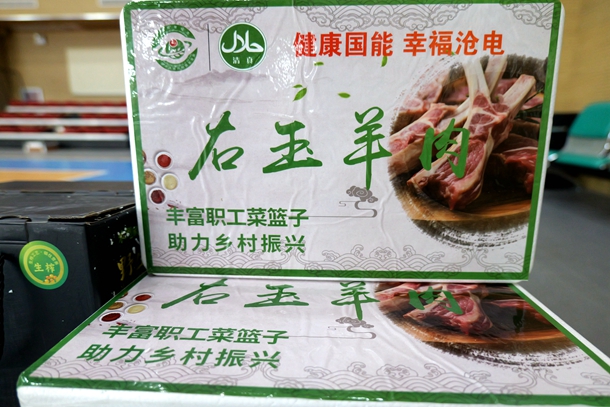 健康国能 幸福沧电
حلال
清真
右玉羊肉
丰富职工菜篮子
助力乡村振兴
生榨
右玉羊肉
丰富职工菜篮子
助力乡村振兴